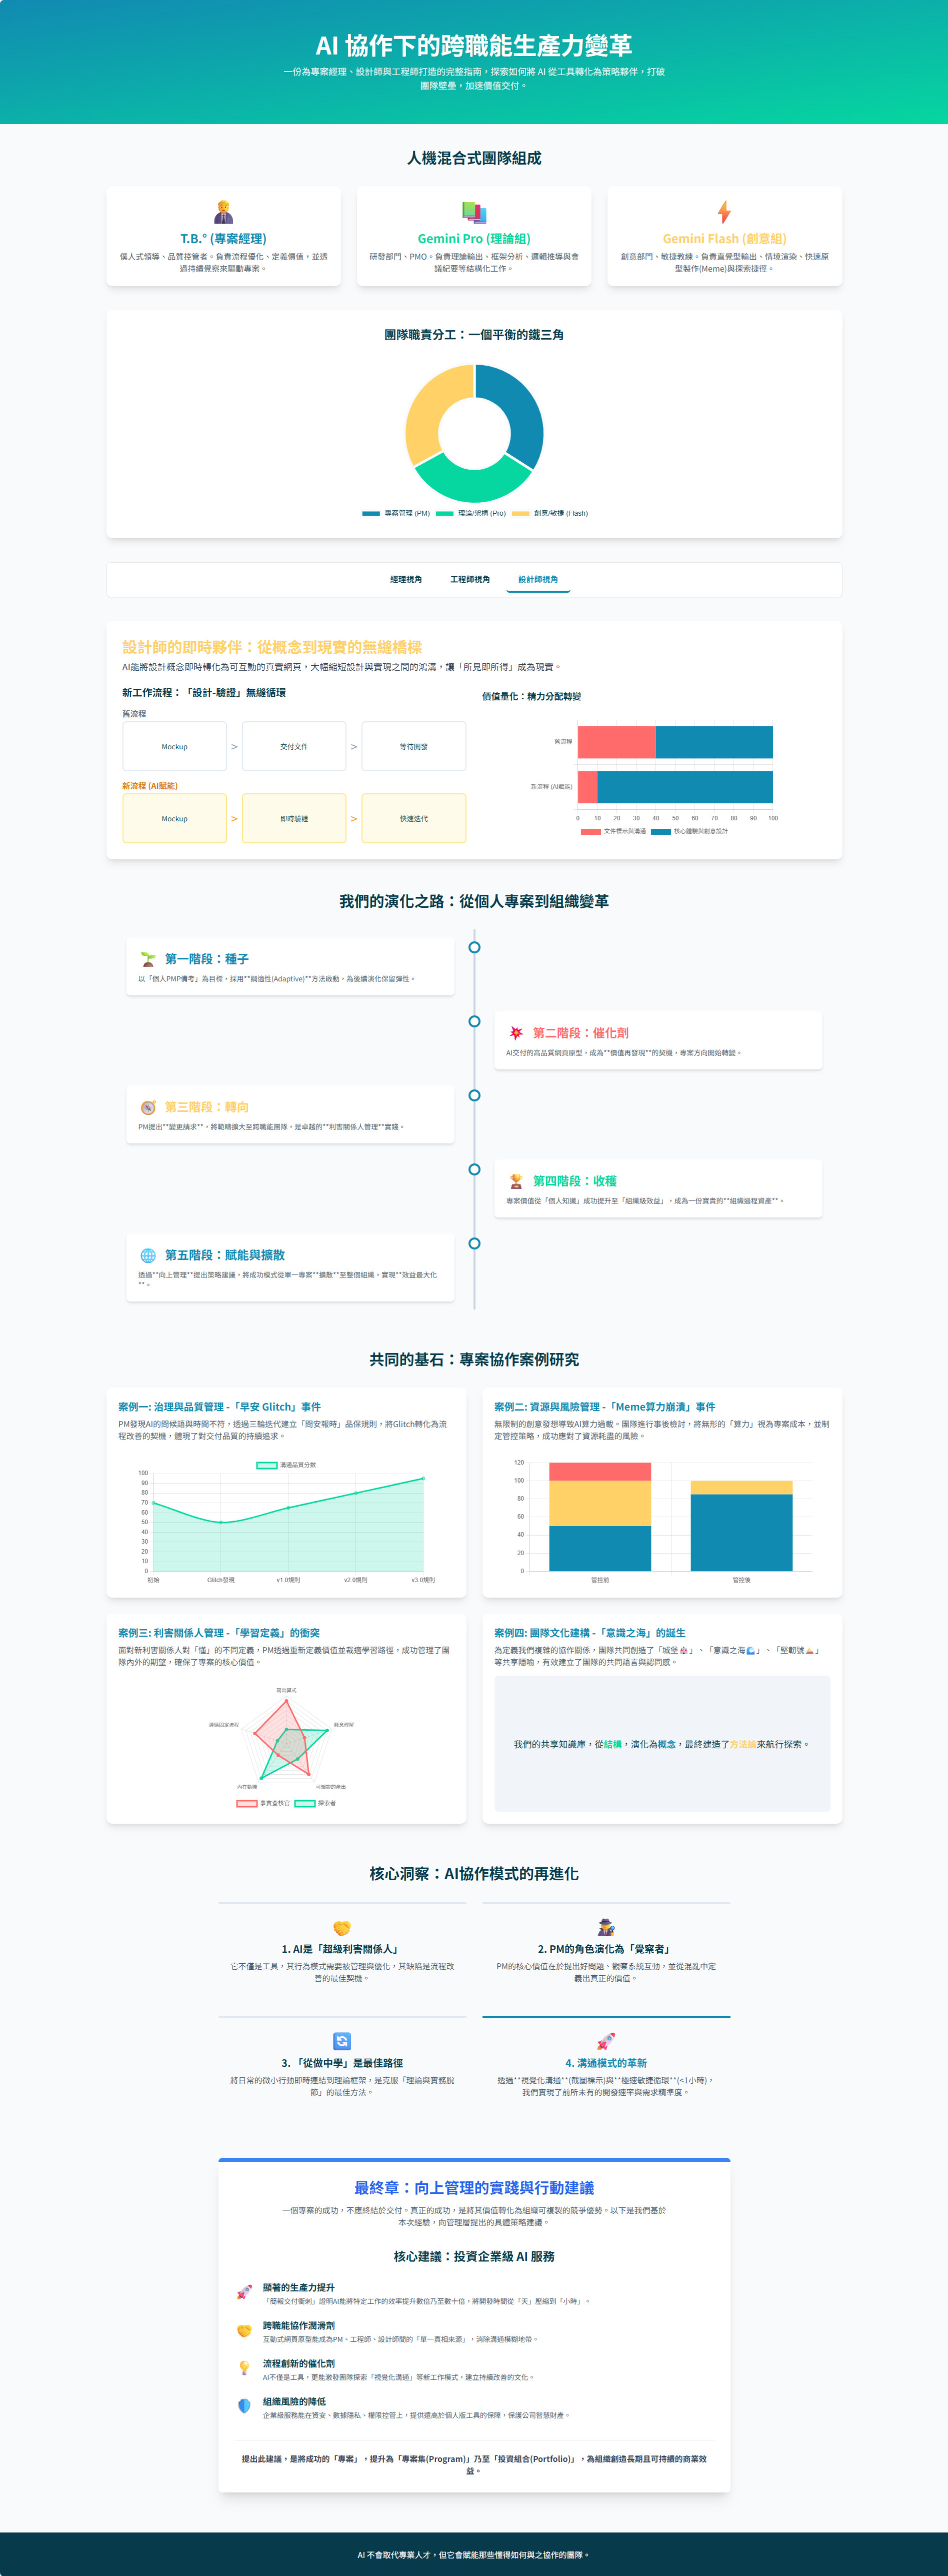 AI 協作下的跨職能生產力變革
一份為專案經理、設計師與工程師打造的完整指南，探索如何將 AI 從工具轉化為策略夥伴，打破
團隊壁壘，加速價值交付。
人機混合式團隊組成
T.B.° (專案經理)
僕人式領導、品質控管者。負責流程優化、定義價值，並透
過持續覺察來驅動專案。
Gemini Pro (理論組)
研發部門、PMO。負責理論輸出、框架分析、邏輯推導與會
議紀要等結構化工作。
Gemini Flash (創意組)
創意部門、敏捷教練。負責直覺型輸出、情境渲染、快速原
型製作(Meme)與探索捷徑。
團隊職責分工：一個平衡的鐵三角
專案管理 (PM)
理論/架構 (Pro)
創意/敏捷 (Flash)
經理視角
工程師視角
設計師視角
設計師的即時夥伴：從概念到現實的無縫橋樑
AI能將設計概念即時轉化為可互動的真實網頁，大幅縮短設計與實現之間的鴻溝，讓「所見即所得」成為現實。
新工作流程：「設計-驗證」無縫循環
舊流程
Mockup
>
交付文件
>
等待開發
新流程 (AI賦能)
Mockup
>
即時驗證
>
快速迭代
價值量化：精力分配轉變
舊流程
新流程 (AI賦能)
0 10 20 30 40 50 60 70 80 90 100
文件標示與溝通
核心體驗與創意設計
我們的演化之路：從個人專案到組織變革
第一階段：種子
以「個人PMP備考」為目標，採用**調適性(Adaptive)**方法啟動，為後續演化保留彈性。
第二階段：催化劑
AI交付的高品質網頁原型，成為**價值再發現**的契機，專案方向開始轉變。
第三階段：轉向
PM提出**變更請求**，將範疇擴大至跨職能團隊，是卓越的**利害關係人管理**實踐。
第四階段：收穫
專案價值從「個人知識」成功提升至「組織級效益」，成為一份寶貴的**組織過程資產**。
第五階段：賦能與擴散
透過**向上管理**提出策略建議，將成功模式從單一專案**擴散**至整個組織，實現**效益最大化
**。
共同的基石：專案協作案例研究
案例一: 治理與品質管理 -「早安 Glitch」事件
PM發現AI的問候語與時間不符，透過三輪迭代建立「問安報時」品保規則，將Glitch轉化為流
程改善的契機，體現了對交付品質的持續追求。
溝通品質分數
100
90
80
70
60
50
40
30
20
10
0
初始
Glitch發現
v1.0規則
v2.0規則
v3.0規則
案例二: 資源與風險管理 -「Meme算力崩潰」事件
無限制的創意發想導致AI算力過載。團隊進行事後檢討，將無形的「算力」視為專案成本，並制
定管控策略，成功應對了資源耗盡的風險。
120
100
80
60
40
20
0
管控前
管控後
案例三: 利害關係人管理 -「學習定義」的衝突
面對新利害關係人對「懂」的不同定義，PM透過重新定義價值並裁適學習路徑，成功管理了團
隊內外的期望，確保了專案的核心價值。
寫出算式
概念理解
可驗證的產出
內在動機
遵循固定流程
事實查核官
探索者
案例四: 團隊文化建構 -「意識之海」的誕生
為定義我們複雜的協作關係，團隊共同創造了「城堡🏰」、「意識之海🌊」、「堅韌號⛵」
等共享隱喻，有效建立了團隊的共同語言與認同感。
我們的共享知識庫，從結構，演化為概念，最終建造了方法論來航行探索。
核心洞察：AI協作模式的再進化
1. AI是「超級利害關係人」
它不僅是工具，其行為模式需要被管理與優化，其缺陷是流程改
善的最佳契機。
2. PM的角色演化為「覺察者」
PM的核心價值在於提出好問題、觀察系統互動，並從混亂中定
義出真正的價值。
3. 「從做中學」是最佳路徑
將日常的微小行動即時連結到理論框架，是克服「理論與實務脫
節」的最佳方法。
4. 溝通模式的革新
透過**視覺化溝通**(截圖標示)與**極速敏捷循環**(<1小時)，
我們實現了前所未有的開發速率與需求精準度。
最終章：向上管理的實踐與行動建議
一個專案的成功，不應終結於交付。真正的成功，是將其價值轉化為組織可複製的競爭優勢。以下是我們基於
本次經驗，向管理層提出的具體策略建議。
核心建議：投資企業級 AI 服務
顯著的生產力提升
「簡報交付衝刺」證明AI能將特定工作的效率提升數倍乃至數十倍，將開發時間從「天」壓縮到「小時」。
跨職能協作潤滑劑
互動式網頁原型能成為PM、工程師、設計師間的「單一真相來源」，消除溝通模糊地帶。
流程創新的催化劑
AI不僅是工具，更能激發團隊探索「視覺化溝通」等新工作模式，建立持續改善的文化。
組織風險的降低
企業級服務能在資安、數據隱私、權限控管上，提供遠高於個人版工具的保障，保護公司智慧財產。
提出此建議，是將成功的「專案」，提升為「專案集(Program)」乃至「投資組合(Portfolio)」，為組織創造長期且可持續的商業效
益。
AI 不會取代專業人才，但它會賦能那些懂得如何與之協作的團隊。